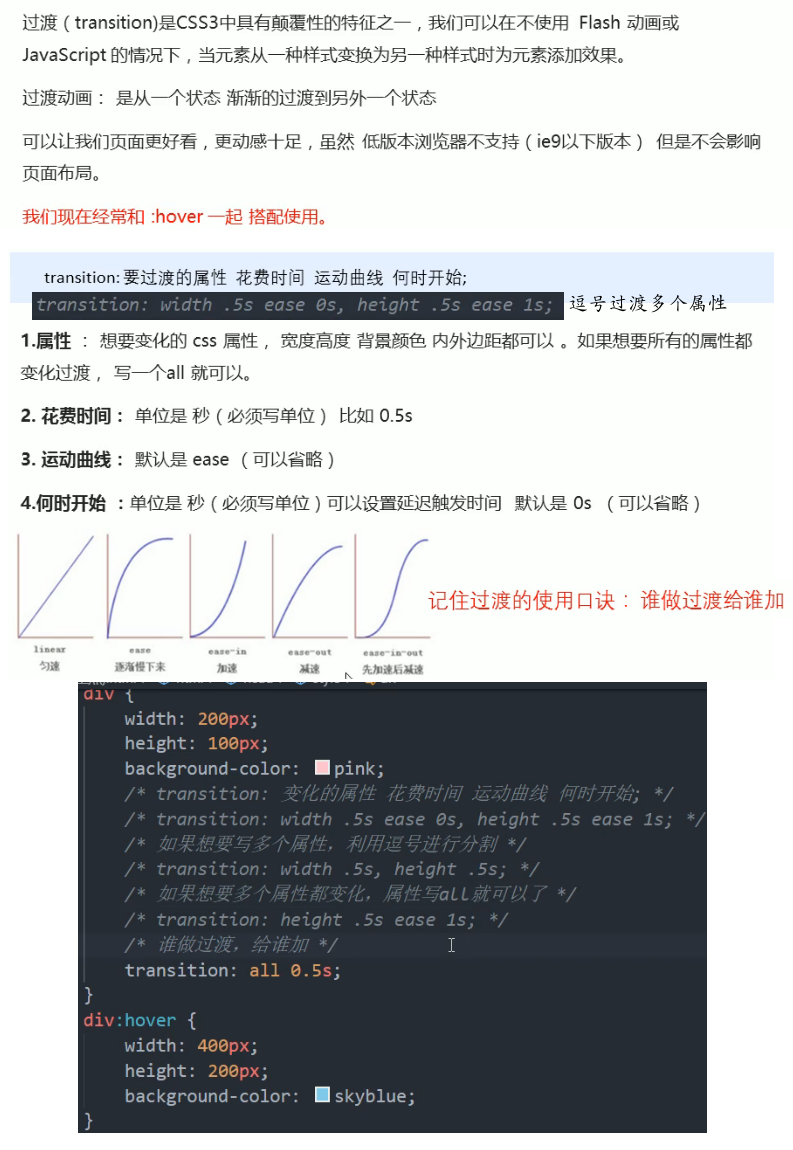 过渡（transition)是CSS3中具有颠覆性的特征之一，我们可以在不使用 Flash 动画或
JavaScript 的情况下，当元素从一种样式变换为另一种样式时为元素添加效果。
过渡动画： 是从一个状态 渐渐的过渡到另外一个状态
可以让我们页面更好看，更动感十足，虽然 低版本浏览器不支持（ie9以下版本） 但是不会影响
页面布局。
我们现在经常和 :hover 一起 搭配使用。
transition: 要过渡的属性 花费时间 运动曲线 何时开始;
transition: width .5s ease 0s, height .5s ease 1s; 逗号过渡多个属性
1.属性 ： 想要变化的 css 属性， 宽度高度 背景颜色 内外边距都可以 。如果想要所有的属性都
变化过渡， 写一个all 就可以。
2. 花费时间： 单位是 秒（必须写单位） 比如 0.5s
3. 运动曲线： 默认是 ease （可以省略）
4.何时开始 ：单位是 秒（必须写单位）可以设置延迟触发时间 默认是 0s （可以省略）
记住过渡的使用口诀： 谁做过渡给谁加
linear ease ease-in ease-out ease-in-out
匀速 逐渐慢下来 加速 减速 先加速后减速
div {
width: 200px;
height: 100px;
background-color: pink;
/* transition: 变化的属性 花费时间 运动曲线 何时开始; */
/* transition: width .5s ease 0s, height .5s ease 1s; */
/* 如果想要写多个属性，利用逗号进行分割 */
/* transition: width .5s, height .5s; */
/* 如果想要多个属性都变化，属性写all就可以了 */
/* transition: height .5s ease 1s; */
/* 谁做过渡，给谁加 */
transition: all 0.5s;
}
div:hover {
width: 400px;
height: 200px;
background-color: skyblue;
}